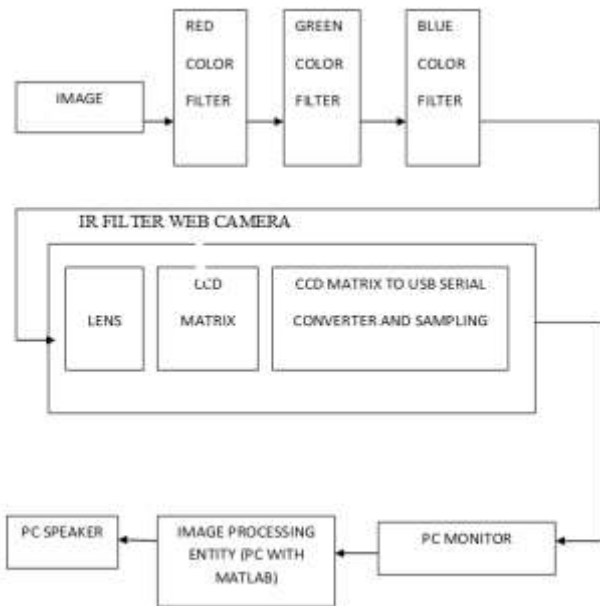 IMAGE
RED
COLOR
FILTER
GREEN
COLOR
FILTER
BLUE
COLOR
FILTER
IR FILTER WEB CAMERA
LENS
CCD
MATRIX
CCD MATRIX TO USB SERIAL
CONVERTER AND SAMPLING
PC SPEAKER
IMAGE PROCESSING
ENTITY (PC WITH
MATLAB)
PC MONITOR